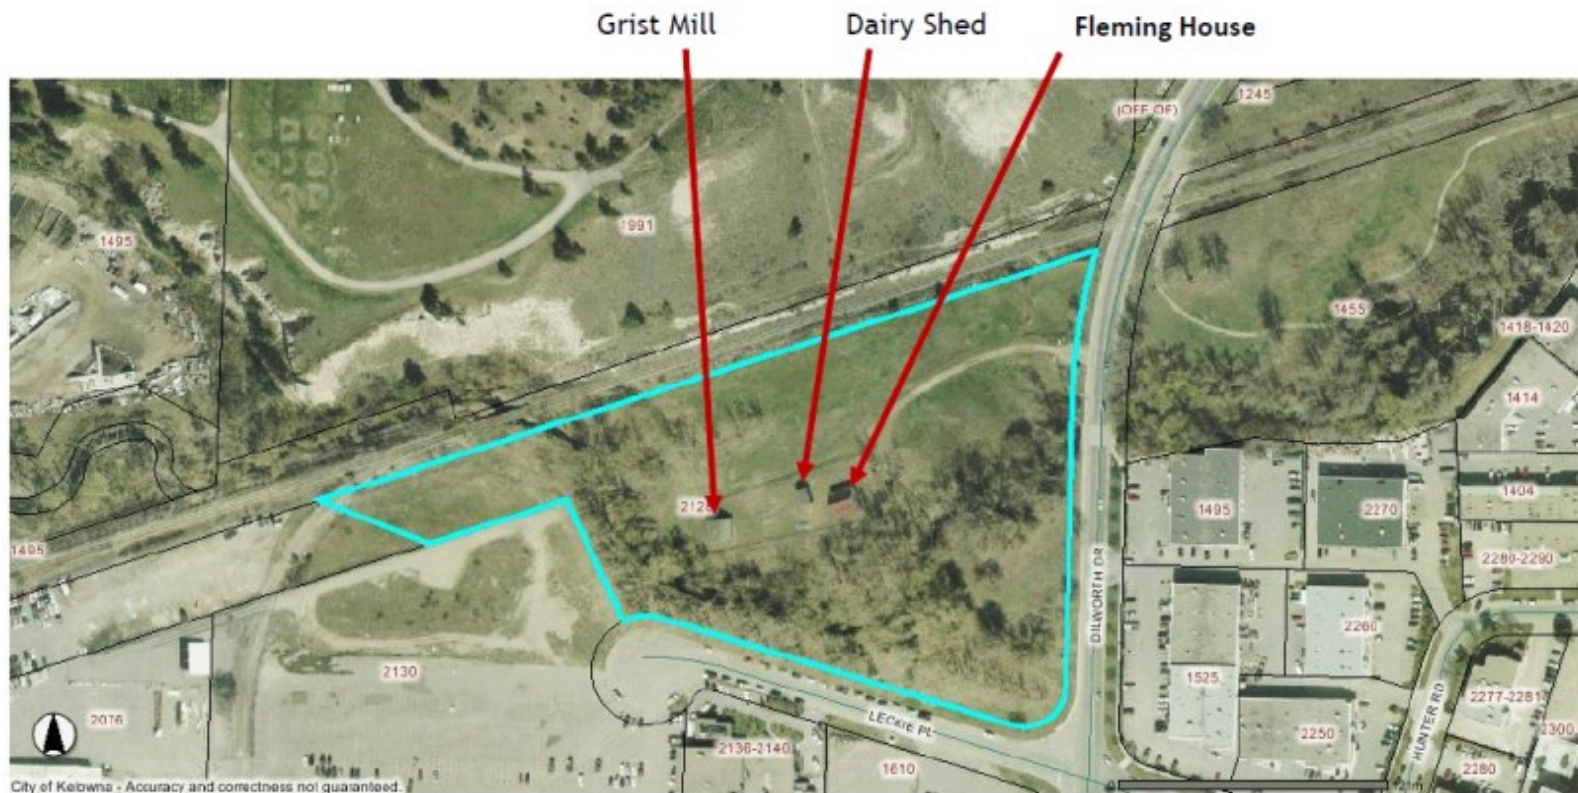 Grist Mill
Dairy Shed
Fleming House
1245
(OFF OF)
1991
1495
1455
1418-1420
1414
1495
2270
1404
2280-2290
1495
2260
DILWORTH DR
2130
1525
2277-2281
2076
LECKIE PL
HUNTER RD
2300
2136-2140
2250
1610
2280
City of Kelowna - Accuracy and correctness not guaranteed.